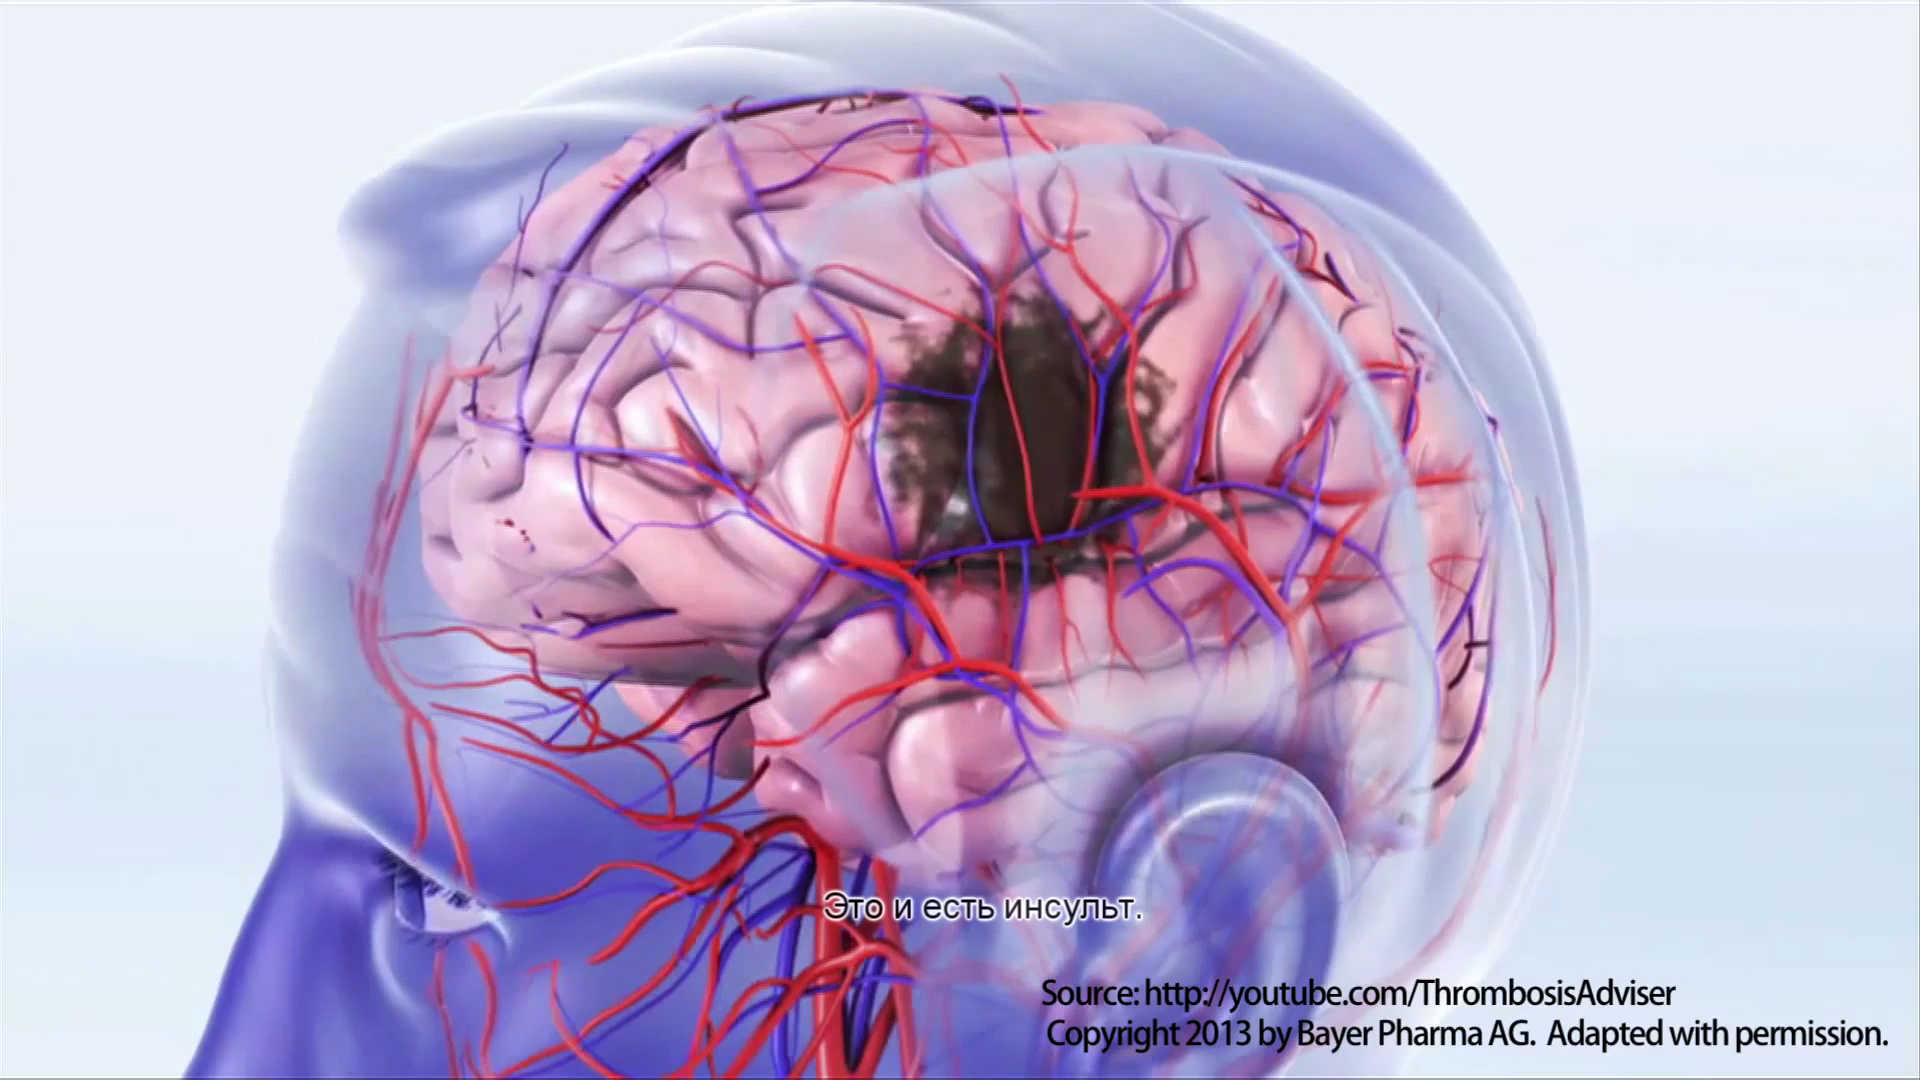 Это и есть инсульт.
Source: http://youtube.com/ThrombosisAdviser
Copyright 2013 by Bayer Pharma AG. Adapted with permission.